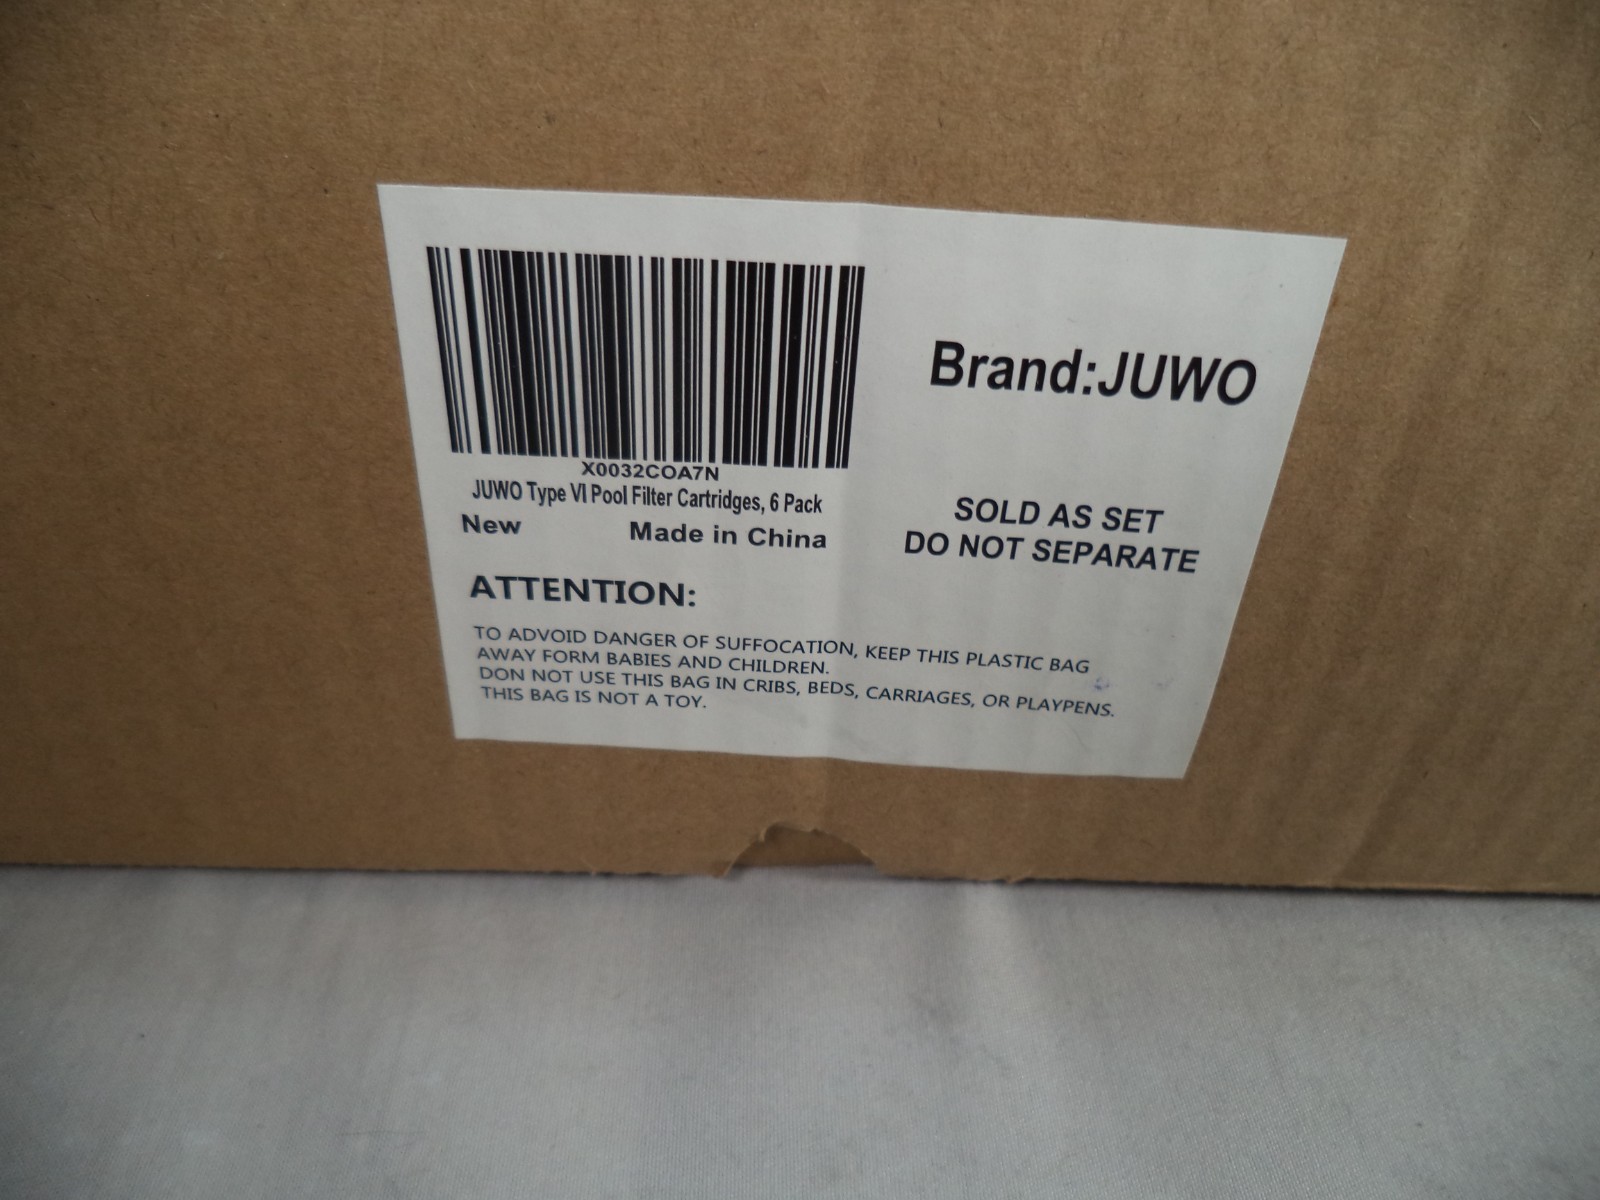 X0032COA7N
JUWO Type VI Pool Filter Cartridges, 6 Pack
New Made in China
Brand:JUWO
SOLD AS SET
DO NOT SEPARATE
ATTENTION:
TO ADVOID DANGER OF SUFFOCATION, KEEP THIS PLASTIC BAG
AWAY FORM BABIES AND CHILDREN.
DON NOT USE THIS BAG IN CRIBS, BEDS, CARRIAGES, OR PLAYPENS.
THIS BAG IS NOT A TOY.